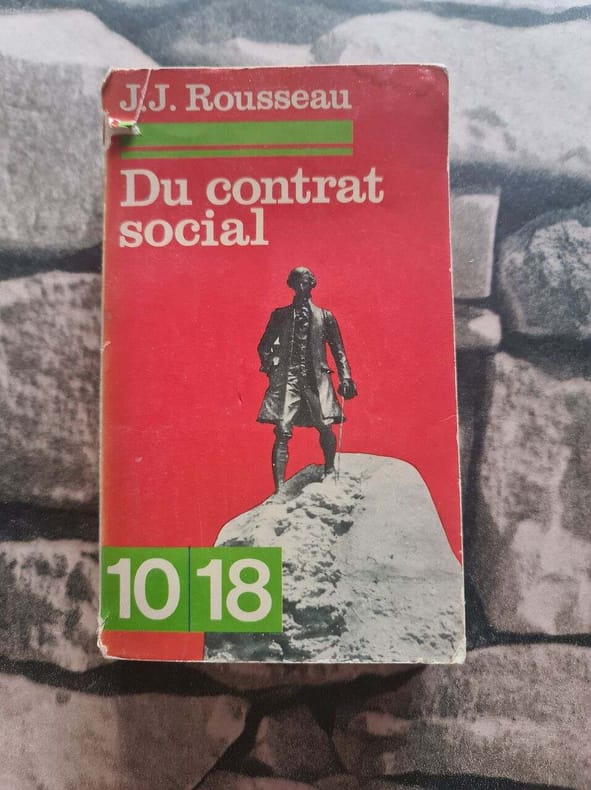 J.J. Rousseau
Du contrat
social
10 18